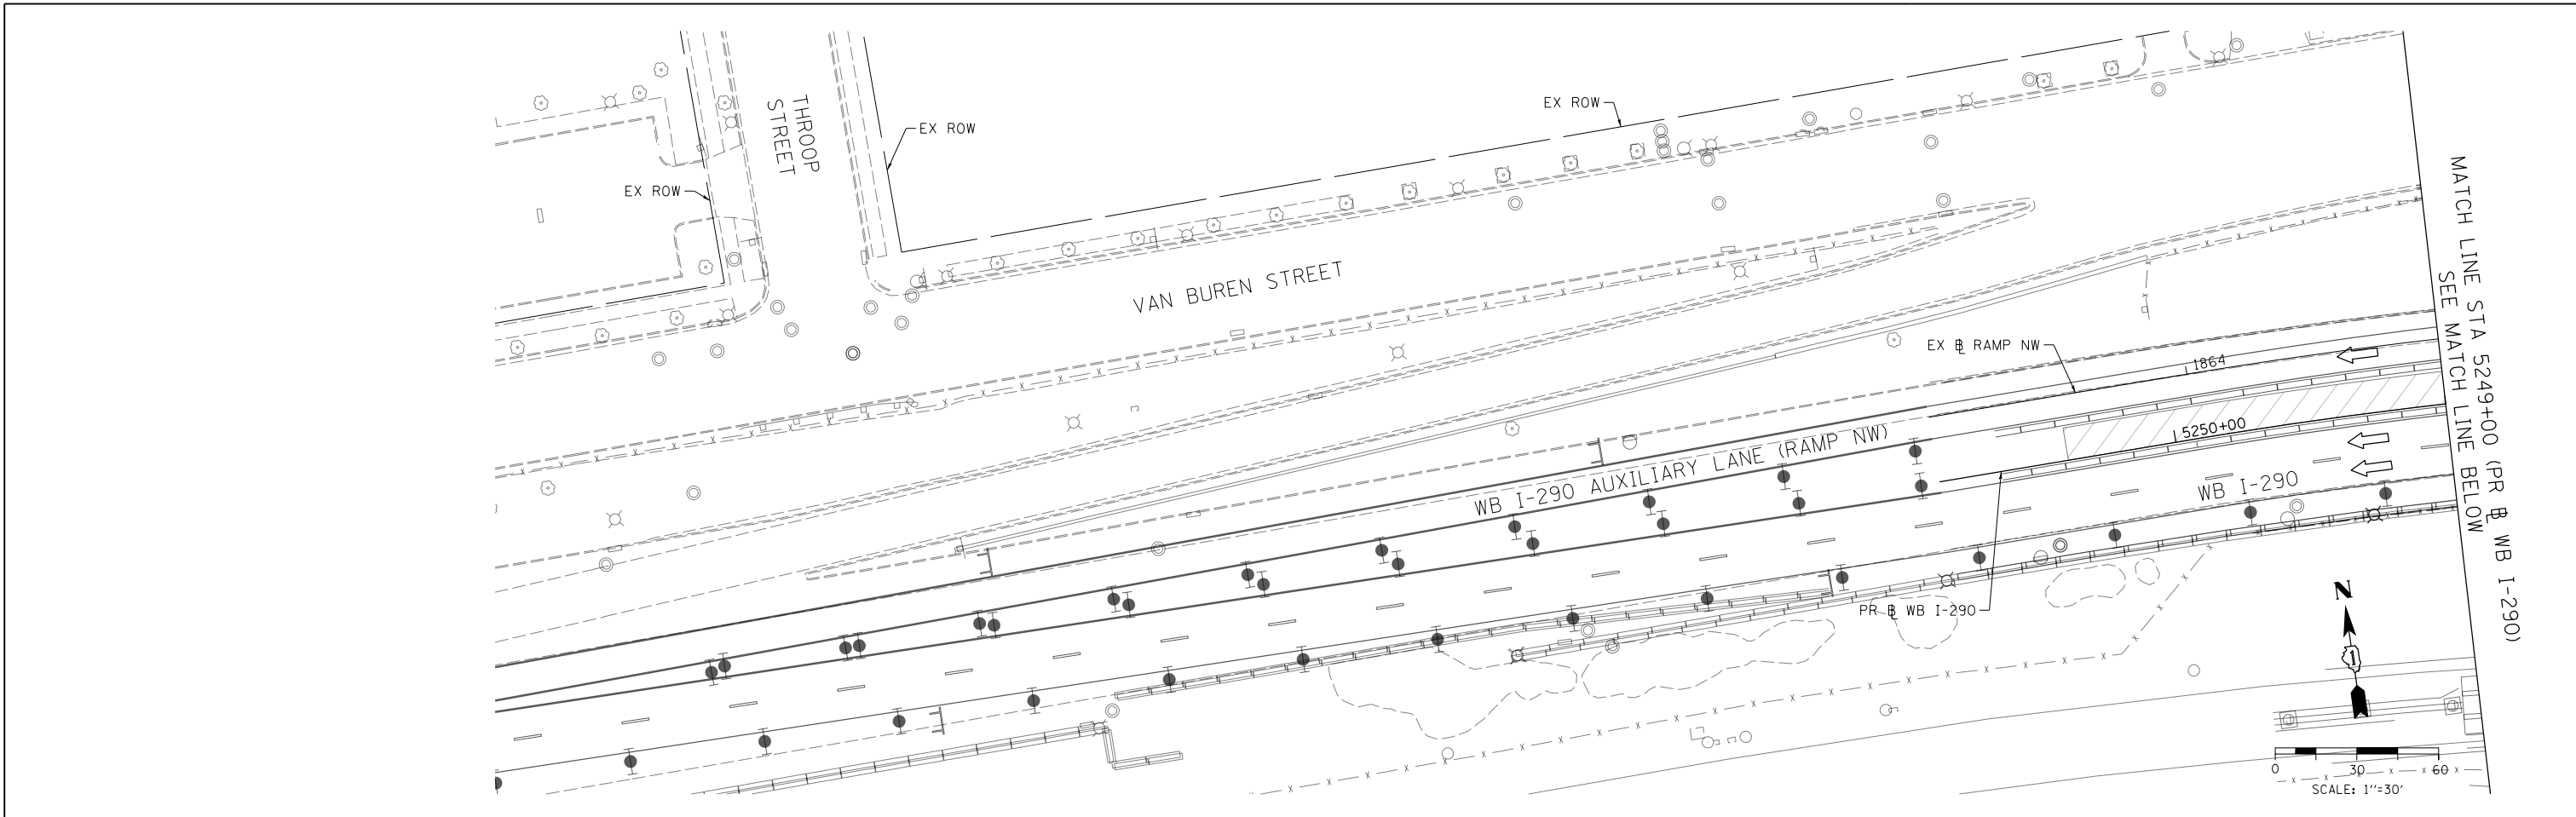 THROOP
STREET
EX ROW
EX ROW
EX ROW
VAN BUREN STREET
MATCH LINE STA 5249+00 (PR ⅊ WB I-290)
SEE MATCH LINE BELOW
EX ⅊ RAMP NW
1864
5250+00
WB I-290 AUXILIARY LANE (RAMP NW)
WB I-290
PR ⅊ WB I-290
N
1
0 30 60
SCALE: 1''=30'